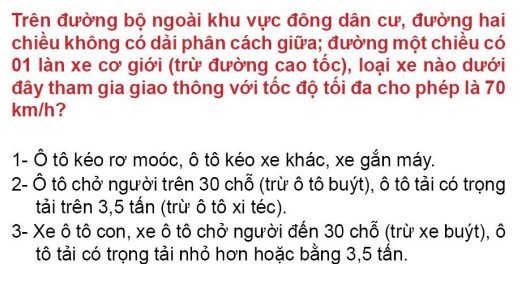 Trên đường bộ ngoài khu vực đông dân cư, đường hai
chiều không có dải phân cách giữa; đường một chiều có
01 làn xe cơ giới (trừ đường cao tốc), loại xe nào dưới
đây tham gia giao thông với tốc độ tối đa cho phép là 70
km/h?
1- Ô tô kéo rơ moóc, ô tô kéo xe khác, xe gắn máy.
2- Ô tô chở người trên 30 chỗ (trừ ô tô buýt), ô tô tải có trọng
tải trên 3,5 tấn (trừ ô tô xi téc).
3- Xe ô tô con, xe ô tô chở người đến 30 chỗ (trừ xe buýt), ô
tô tải có trọng tải nhỏ hơn hoặc bằng 3,5 tấn.